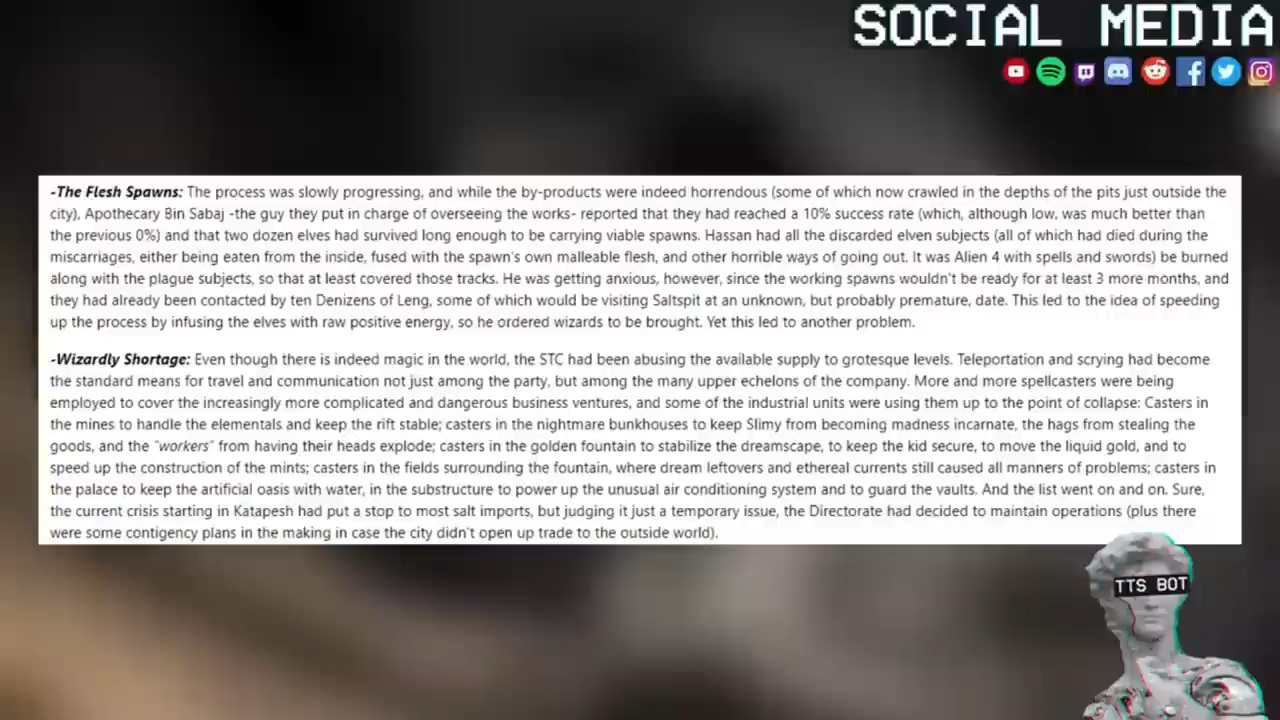 SOCIAL MEDIA
-The Flesh Spawns: The process was slowly progressing, and while the by-products were indeed horrendous (some of which now crawled in the depths of the pits just outside the
city), Apothecary Bin Sabaj -the guy they put in charge of overseeing the works- reported that they had reached a 10% success rate (which, although low, was much better than
the previous 0%) and that two dozen elves had survived long enough to be carrying viable spawns. Hassan had all the discarded elven subjects (all of which had died during the
miscarriages, either being eaten from the inside, fused with the spawn's own malleable flesh, and other horrible ways of going out. It was Alien 4 with spells and swords) be burned
along with the plague subjects, so that at least covered those tracks. He was getting anxious, however, since the working spawns wouldn't be ready for at least 3 more months, and
they had already been contacted by ten Denizens of Leng, some of which would be visiting Saltspit at an unknown, but probably premature, date. This led to the idea of speeding
up the process by infusing the elves with raw positive energy, so he ordered wizards to be brought. Yet this led to another problem.
-Wizardly Shortage: Even though there is indeed magic in the world, the STC had been abusing the available supply to grotesque levels. Teleportation and scrying had become
the standard means for travel and communication not just among the party, but among the many upper echelons of the company. More and more spellcasters were being
employed to cover the increasingly more complicated and dangerous business ventures, and some of the industrial units were using them up to the point of collapse: Casters in
the mines to handle the elementals and keep the rift stable; casters in the nightmare bunkhouses to keep Slimy from becoming madness incarnate, the hags from stealing the
goods, and the "workers" from having their heads explode; casters in the golden fountain to stabilize the dreamscape, to keep the kid secure, to move the liquid gold, and to
speed up the construction of the mints; casters in the fields surrounding the fountain, where dream leftovers and ethereal currents still caused all manners of problems; casters in
the palace to keep the artificial oasis with water, in the substructure to power up the unusual air conditioning system and to guard the vaults. And the list went on and on. Sure,
the current crisis starting in Katapesh had put a stop to most salt imports, but judging it just a temporary issue, the Directorate had decided to maintain operations (plus there
were some contigency plans in the making in case the city didn't open up trade to the outside world).
TTS BOT